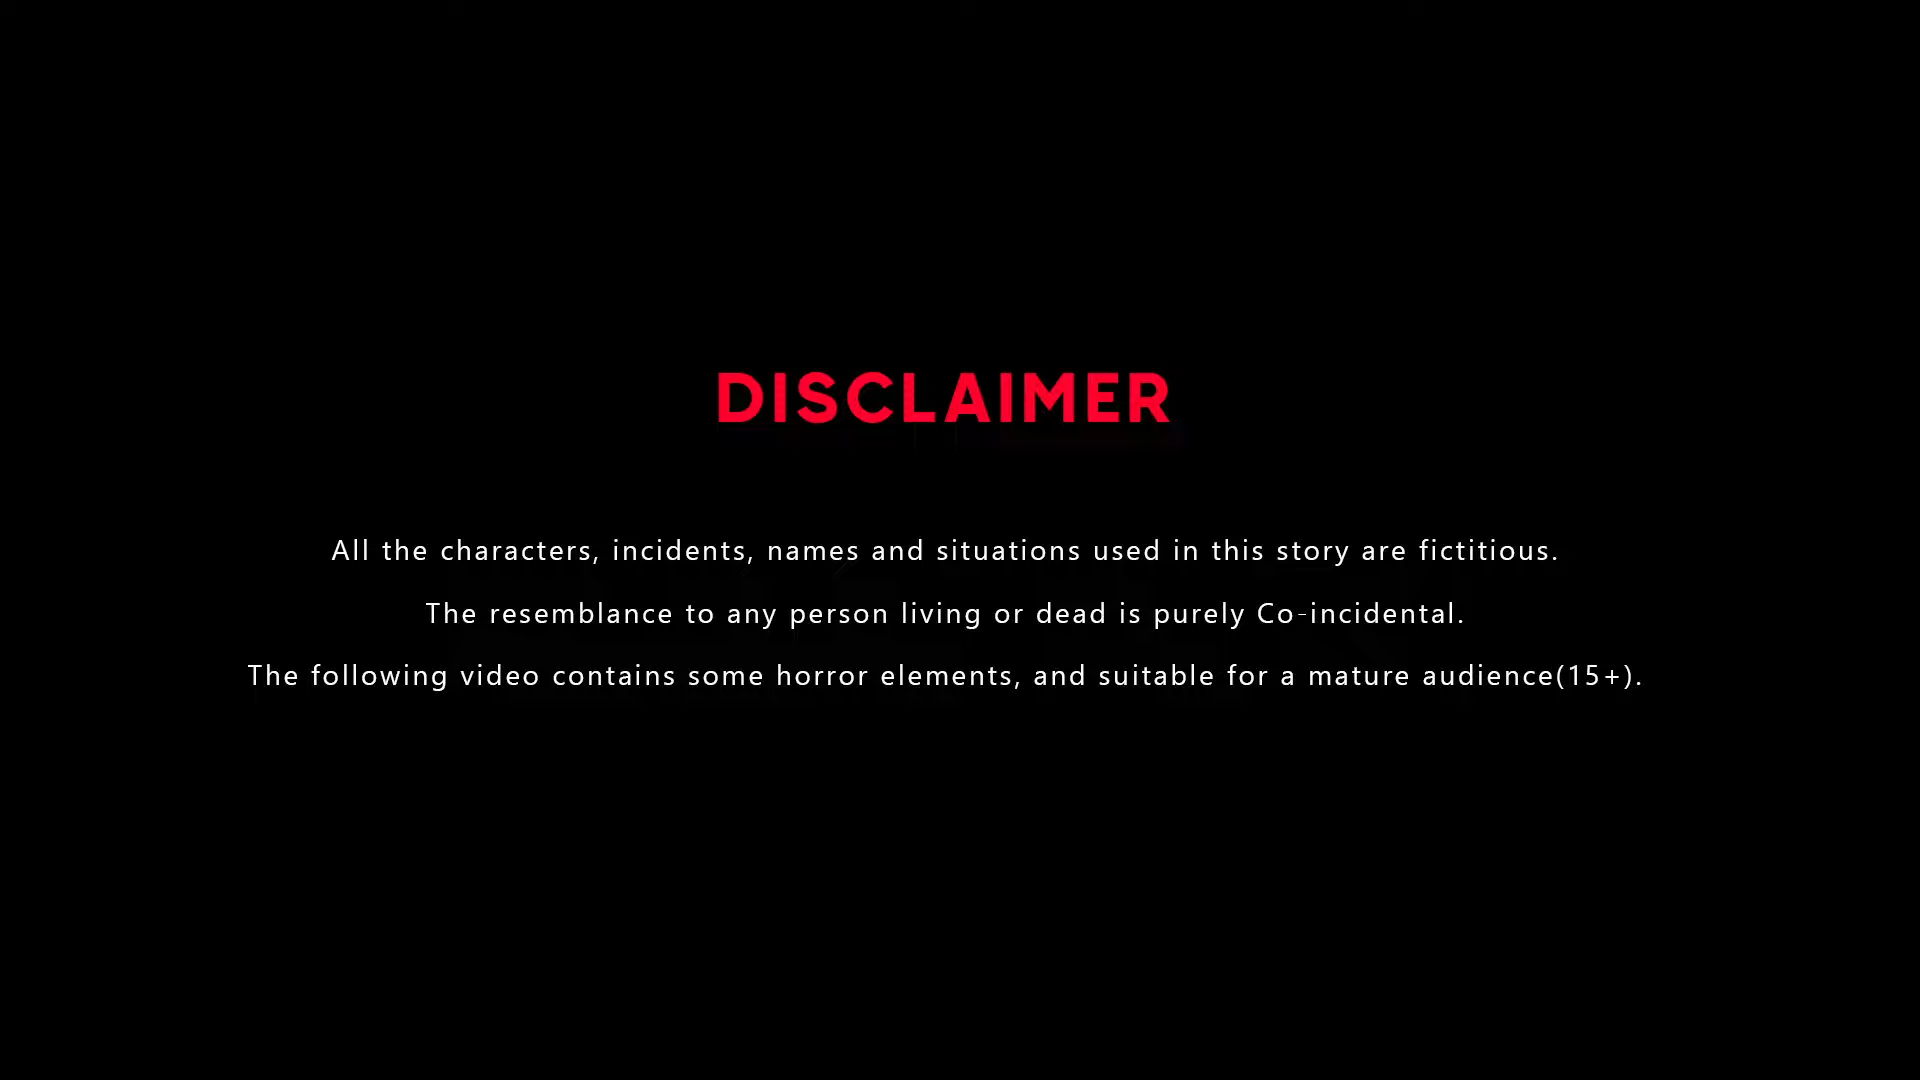 DISCLAIMER
All the characters, incidents, names and situations used in this story are fictitious.
The resemblance to any person living or dead is purely Co-incidental.
The following video contains some horror elements, and suitable for a mature audience(15+).